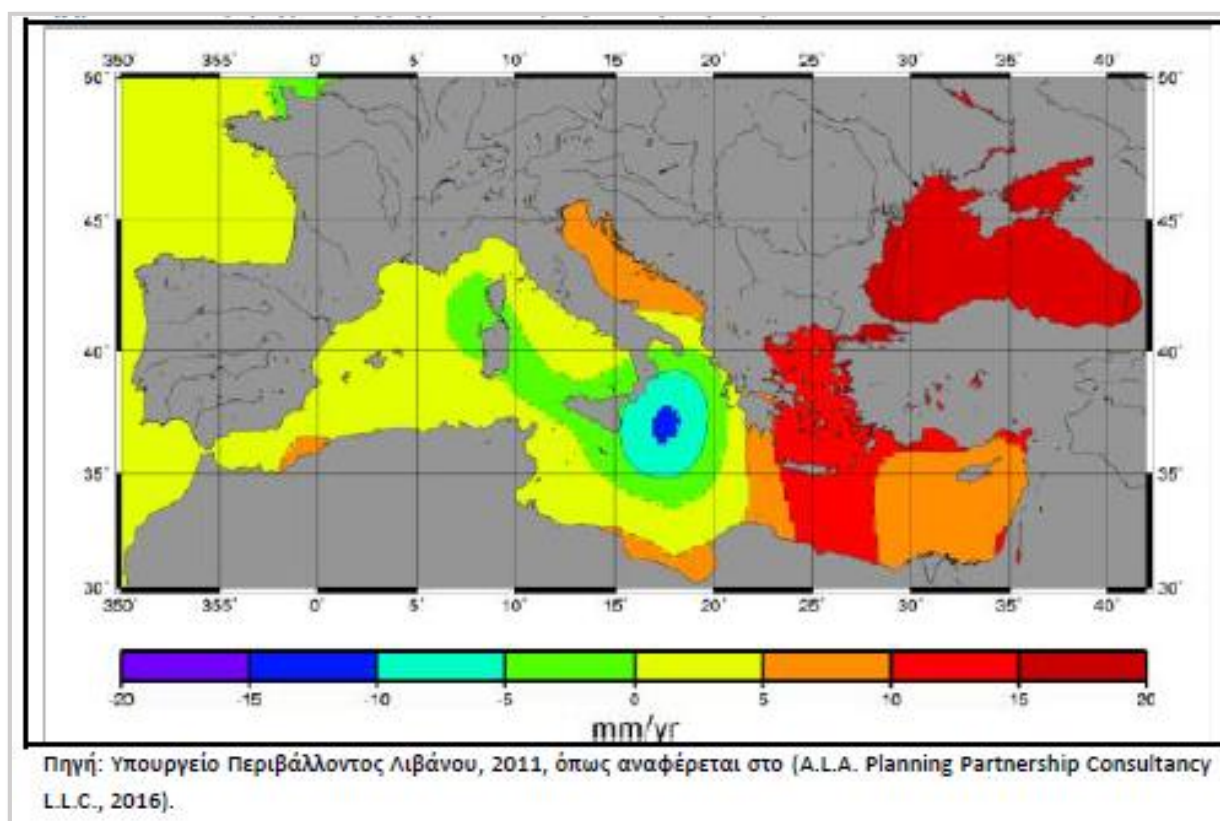 350° 355° 0° 5° 10° 15° 20° 25° 30° 35° 40°
50° 50°
45° 45°
40° 40°
35° 35°
30° 30°
350° 355° 0° 5° 10° 15° 20° 25° 30° 35° 40°
-20 -15 -10 -5 0 5 10 15 20
mm/yr
Πηγή: Υπουργείο Περιβάλλοντος Λιβάνου, 2011, όπως αναφέρεται στο (A.L.A. Planning Partnership Consultancy
L.L.C., 2016).